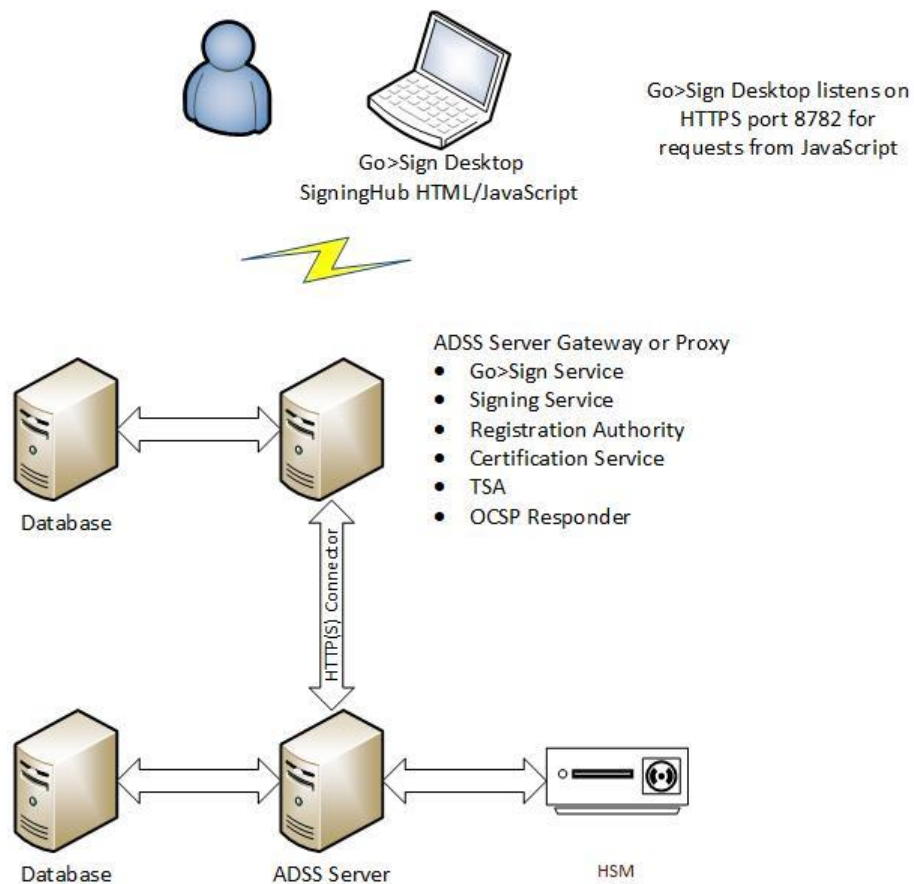 Go>Sign Desktop
SigningHub HTML/JavaScript
Go>Sign Desktop listens on
HTTPS port 8782 for
requests from JavaScript
ADSS Server Gateway or Proxy
• Go>Sign Service
• Signing Service
• Registration Authority
• Certification Service
• TSA
• OCSP Responder
Database
HTTP(S) Connector
Database
ADSS Server
HSM